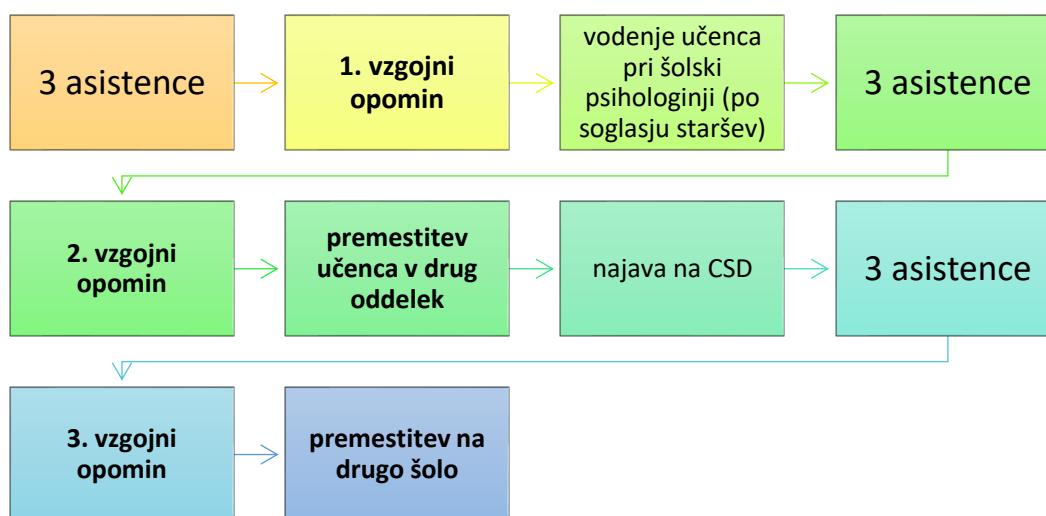 3 asistence
1. vzgojni
opomin
vodenje učenca
pri šolski
psihologinji (po
soglasju staršev)
3 asistence
2. vzgojni
opomin
premestitev
učenca v drug
oddelek
najava na CSD
3 asistence
3. vzgojni
opomin
premestitev na
drugo šolo